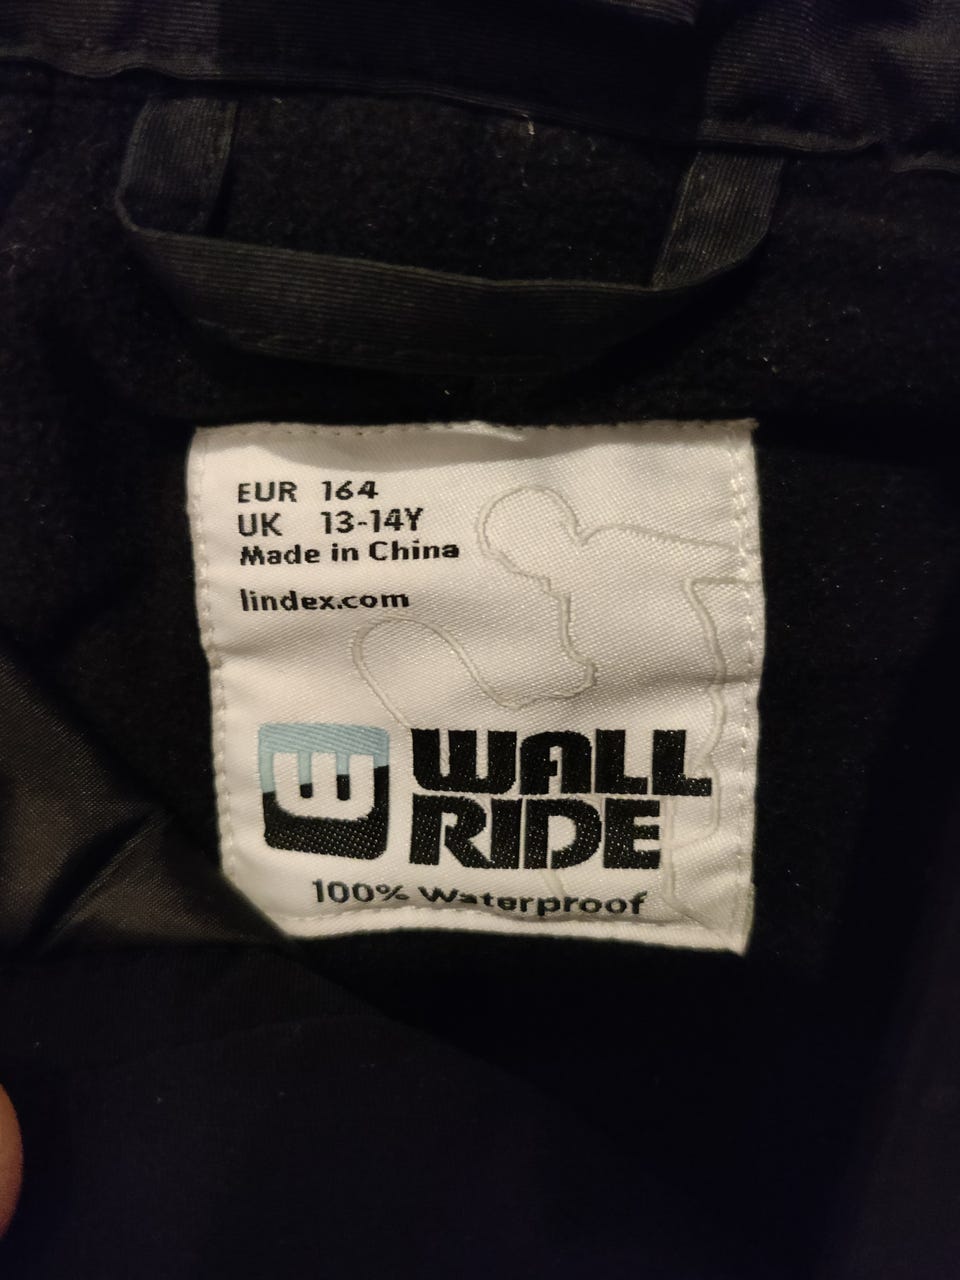 EUR 164
UK 13-14Y
Made in China
lindex.com
WALL
RIDE
100% Waterproof